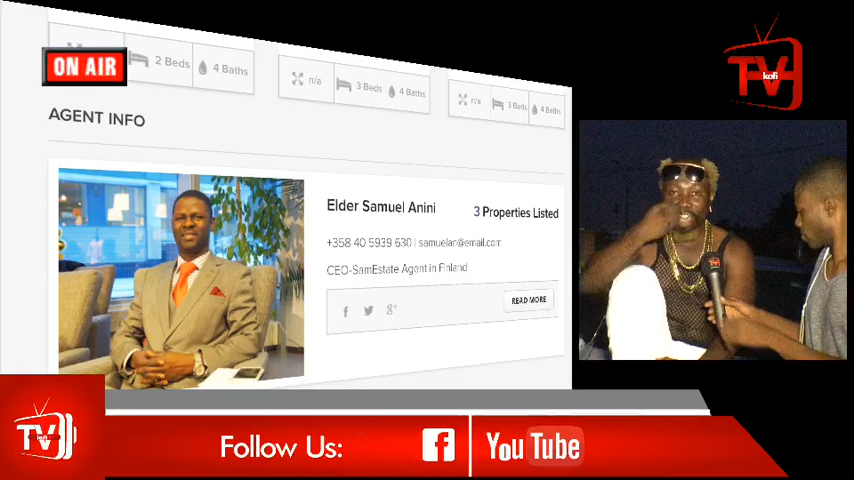 ON AIR
2 Beds
4 Baths
n/a
3 Beds
4 Baths
n/a
3 Beds
4 Baths
TV
kofi
AGENT INFO
Elder Samuel Anini
3 Properties Listed
+358 40 5939 630 | samuelan@email.com
CEO-SamEstate Agent in Finland
READ MORE
TV
Follow Us:
YouTube